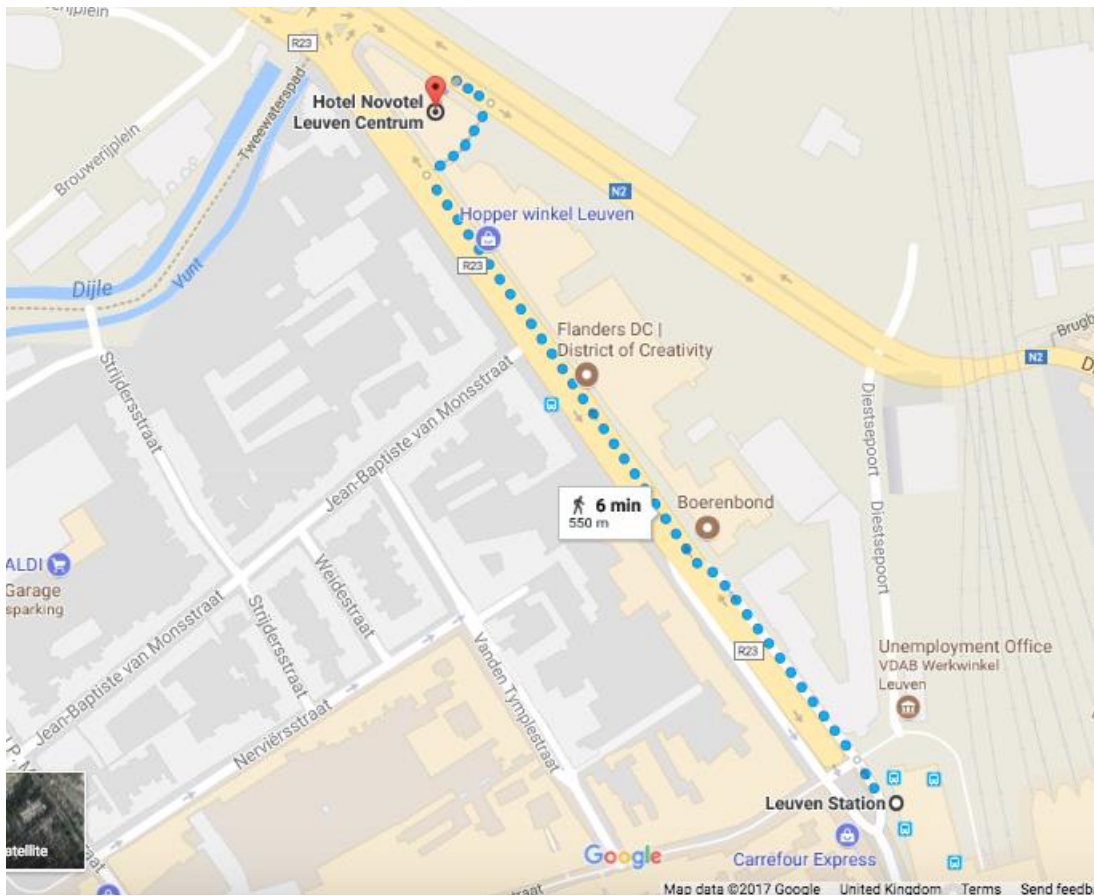 R23
Tweewaterspad
Brouwerijplein
Hotel Novotel
Leuven Centrum
N2
Hopper winkel Leuven
R23
Dijle
Vunt
Flanders DC |
District of Creativity
N2
Strijdersstraat
Jean-Baptiste van Monsstraat
Diestsepoort
6 min
550 m
Boerenbond
Diestsepoort
ALDI
Garage
sparking
Weidestraat
Strijdersstraat
Jean-Baptiste van Monsstraat
Vanden Tymplestraat
R23
Unemployment Office
VDAB Werkwinkel
Leuven
Nerviërsstraat
Leuven Station
Google
Carrefour Express
Map data ©2017 Google United Kingdom Terms Send feedb